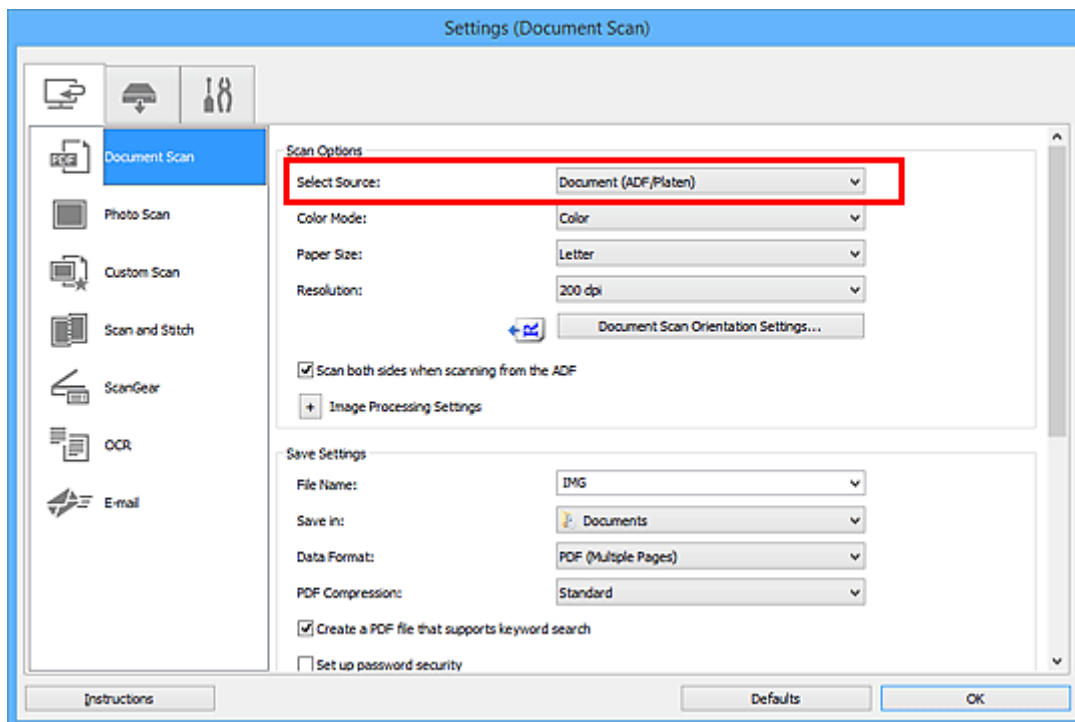 Settings (Document Scan)
Document Scan
Photo Scan
Custom Scan
Scan and Stitch
ScanGear
OCR
E-mail
Scan Options
Select Source: Document (ADF/Platen)
Color Mode: Color
Paper Size: Letter
Resolution: 200 dpi
Document Scan Orientation Settings...
Scan both sides when scanning from the ADF
+ Image Processing Settings
Save Settings
File Name: IMG
Save in: Documents
Data Format: PDF (Multiple Pages)
PDF Compression: Standard
Create a PDF file that supports keyword search
Set up password security
Instructions Defaults OK